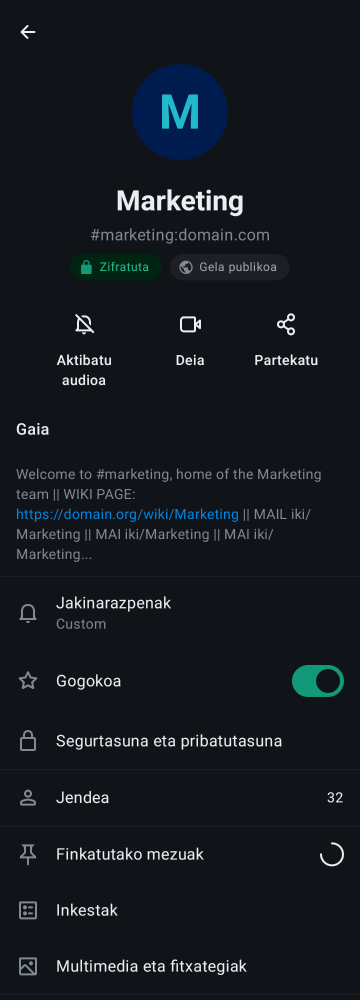 M
Marketing
#marketing:domain.com
Zifratuta
Gela publikoa
Aktibatu
audioa
Deia
Partekatu
Gaia
Welcome to #marketing, home of the Marketing
team || WIKI PAGE:
https://domain.org/wiki/Marketing || MAIL iki/
Marketing || MAI iki/Marketing || MAI iki/
Marketing...
Jakinarazpenak
Custom
Gogokoa
Segurtasuna eta pribatutasuna
Jendea
32
Finkatutako mezuak
Inkestak
Multimedia eta fitxategiak